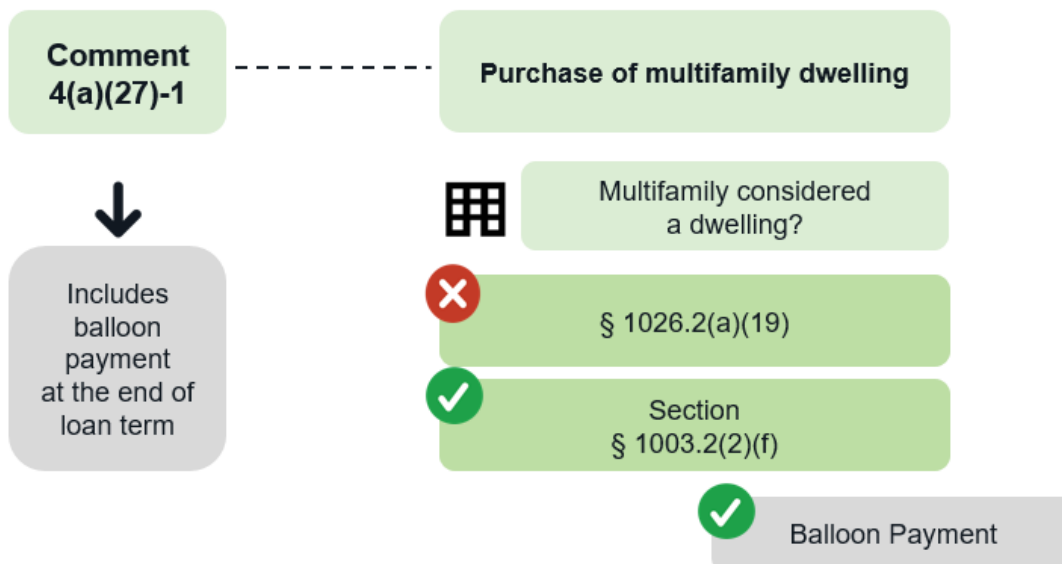 Comment
4(a)(27)-1
Purchase of multifamily dwelling
Multifamily considered
a dwelling?
Includes
balloon
payment
at the end of
loan term
§ 1026.2(a)(19)
Section
§ 1003.2(2)(f)
Balloon Payment